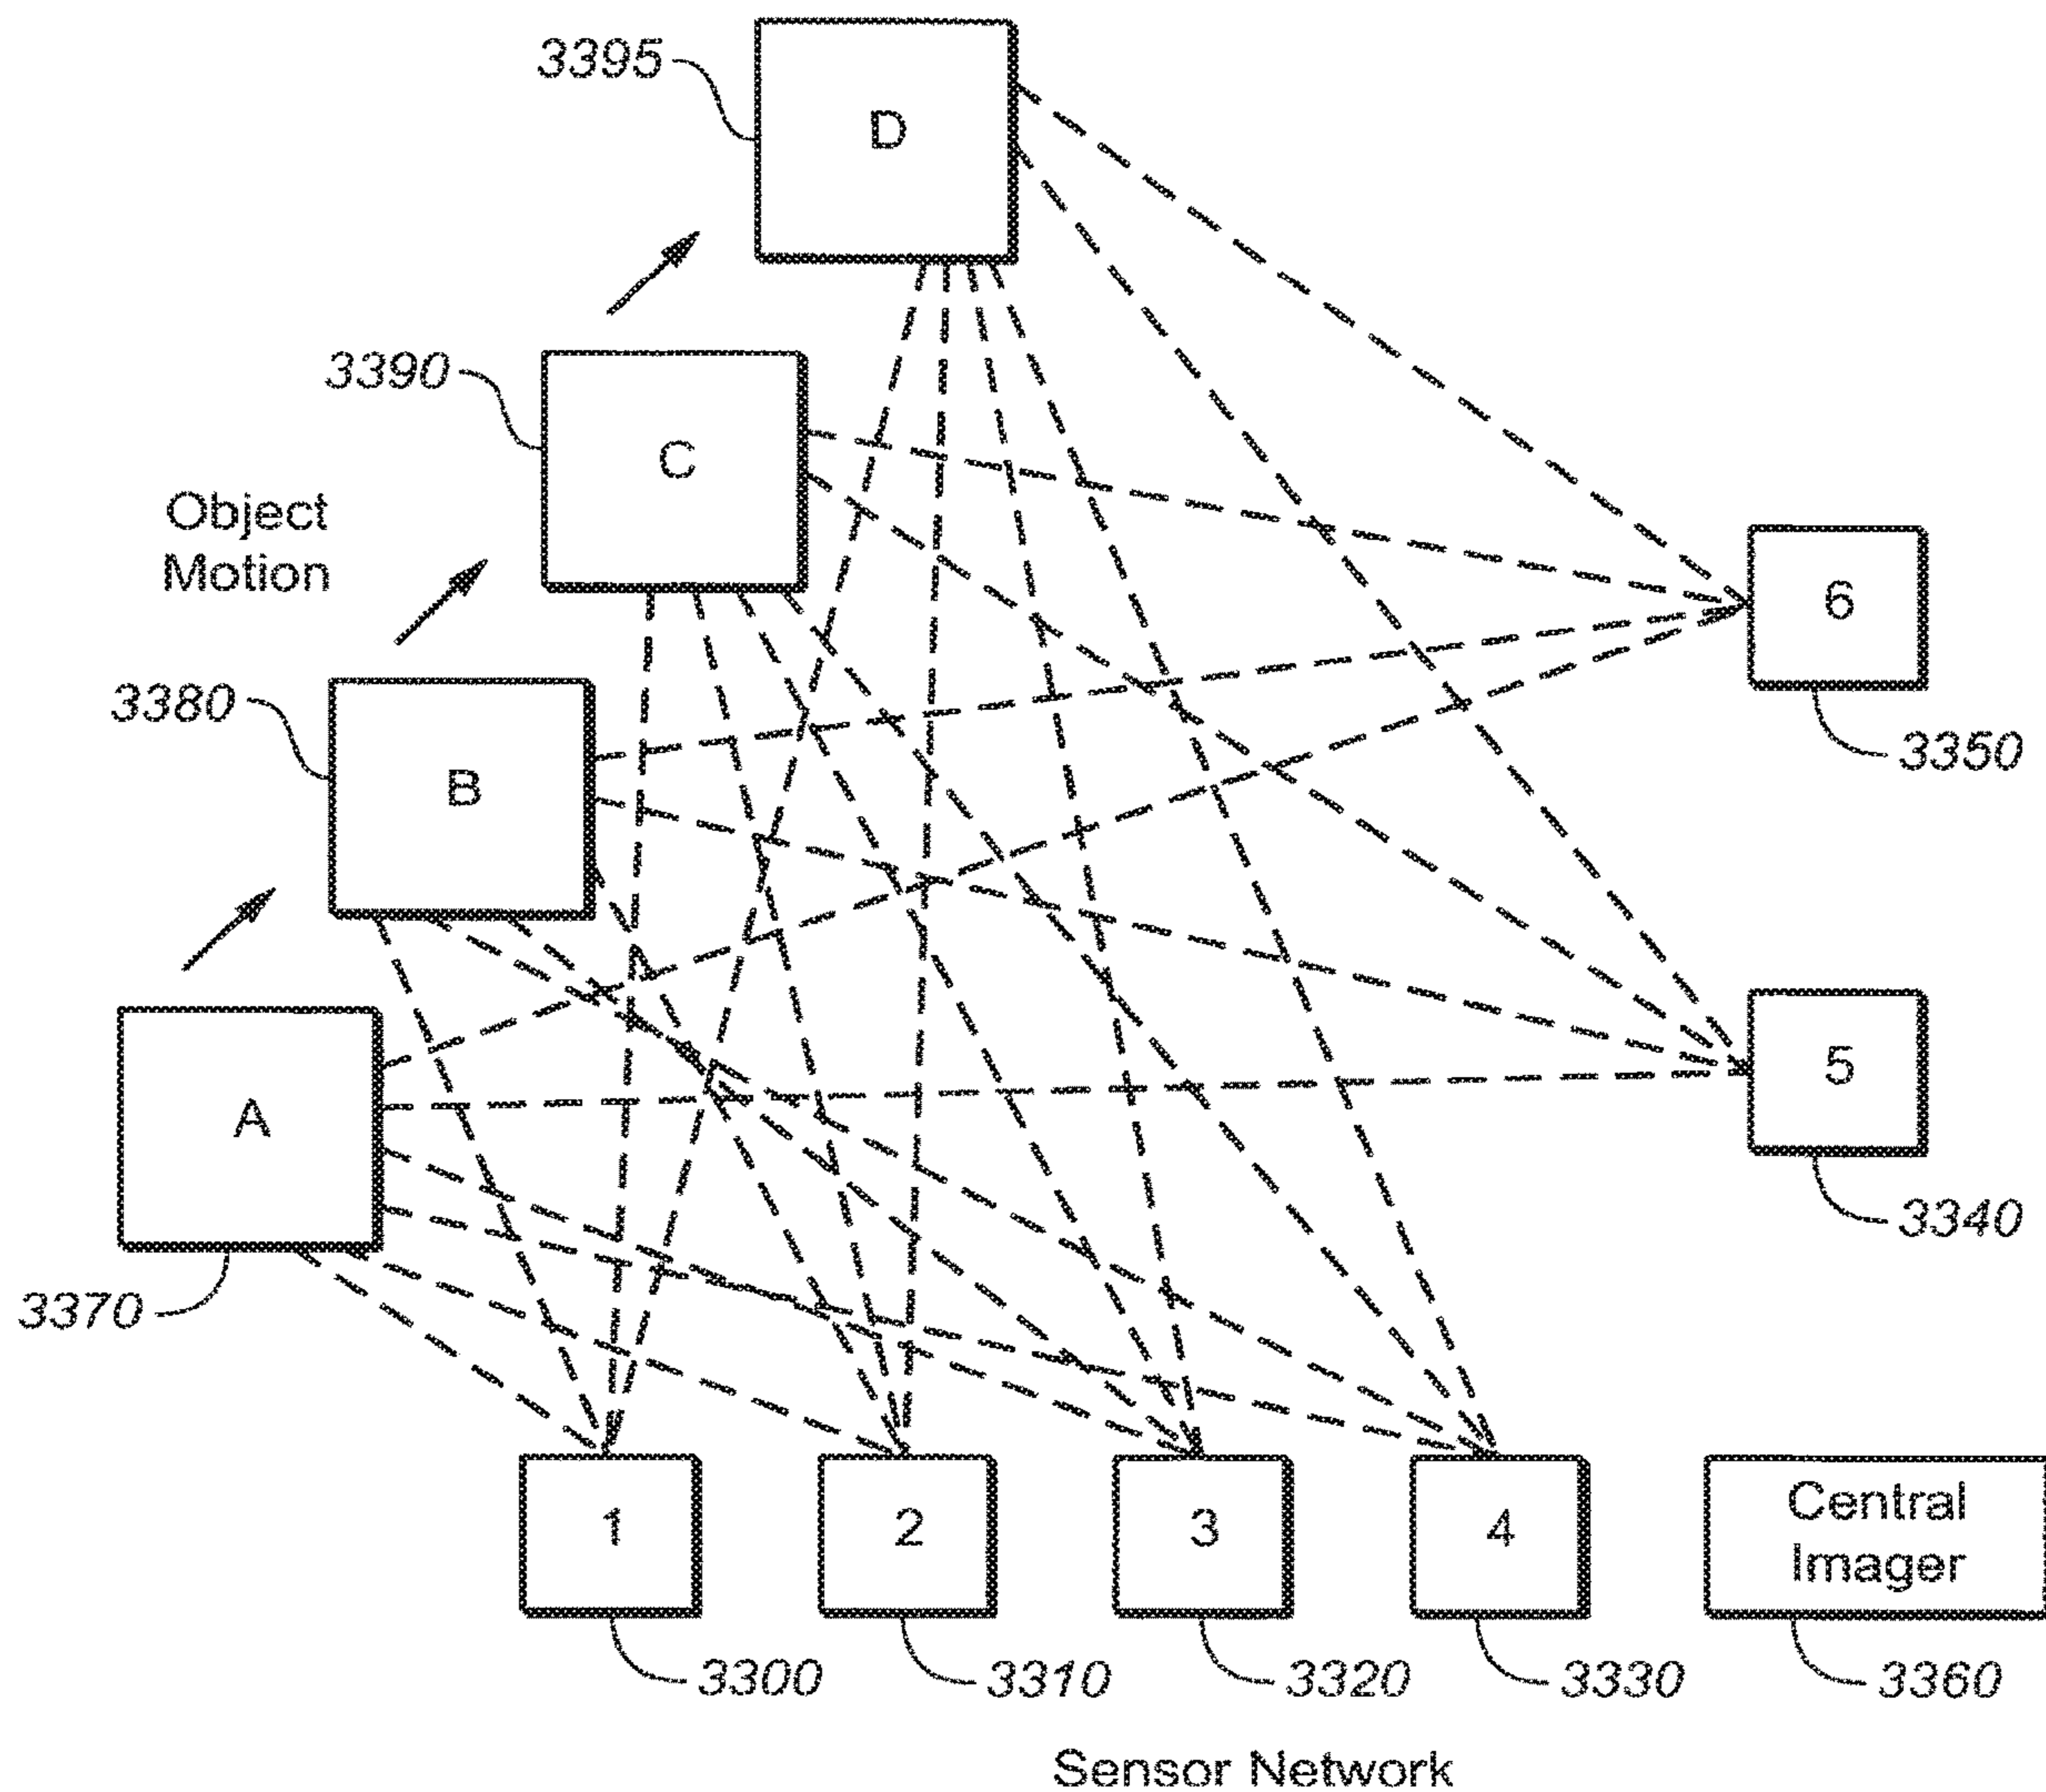 3395
D
3390
C
Object
Motion
6
3380
3350
B
5
A
3340
3370
1
2
3
4
Central
Imager
3300
3310
3320
3330
3360
Sensor Network